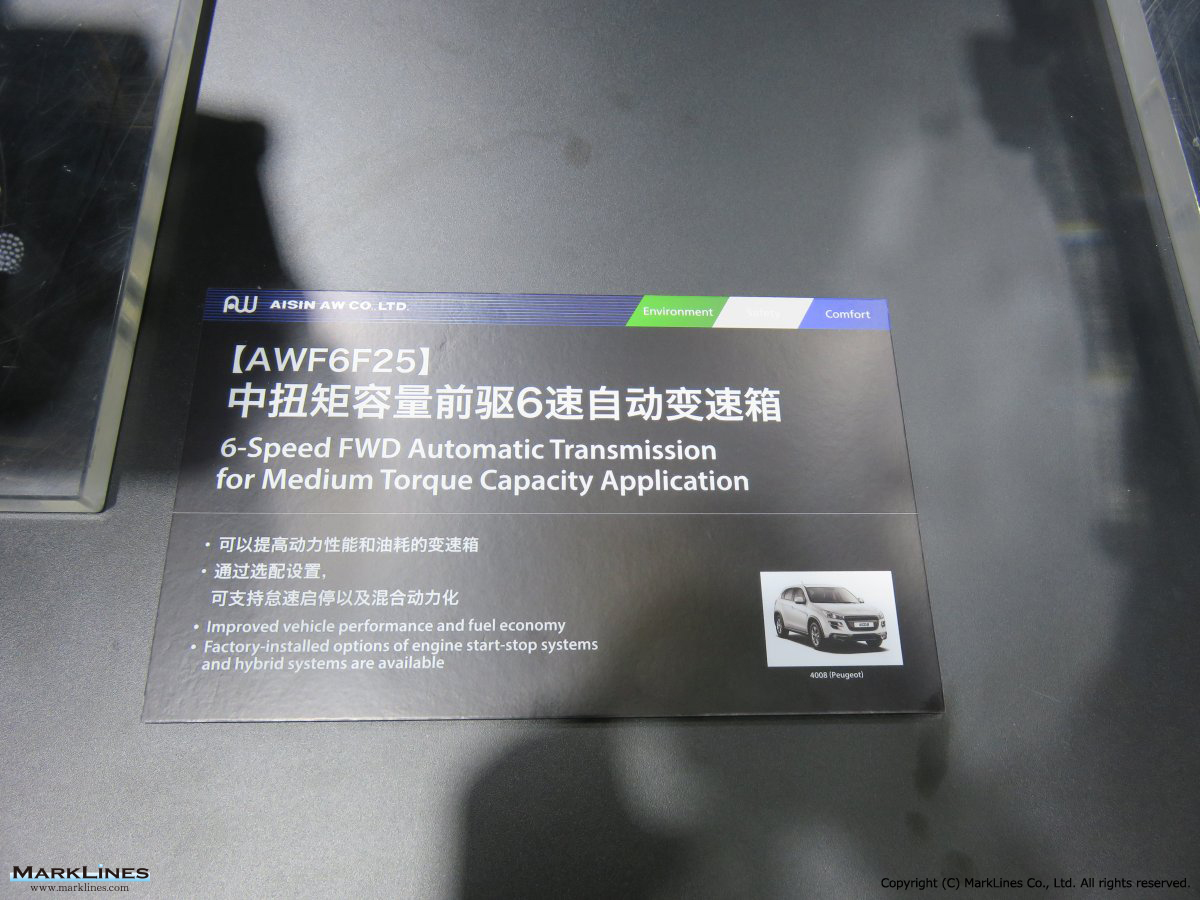 AW AISIN AW CO.,LTD.
Environment Safety Comfort
【AWF6F25】
中扭矩容量前驱6速自动变速箱
6-Speed FWD Automatic Transmission
for Medium Torque Capacity Application
・可以提高动力性能和油耗的变速箱
・通过选配设置，
可支持怠速启停以及混合动力化
• Improved vehicle performance and fuel economy
• Factory-installed options of engine start-stop systems
and hybrid systems are available
4008 (Peugeot)
MARKLINES
www.marklines.com
Copyright (C) MarkLines Co., Ltd. All rights reserved.